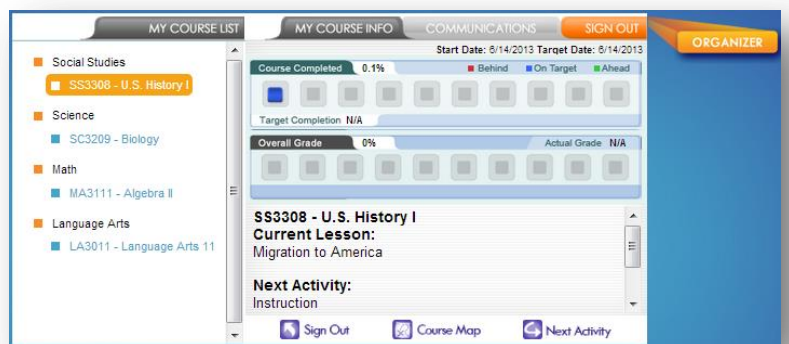 MY COURSE LIST
MY COURSE INFO
COMMUNICATIONS
SIGN OUT
ORGANIZER
Social Studies
SS3308 - U.S. History I
Science
SC3209 - Biology
Math
MA3111 - Algebra II
Language Arts
LA3011 - Language Arts 11
Start Date: 6/14/2013 Target Date: 6/14/2013
Course Completed 0.1% Behind On Target Ahead
Target Completion N/A
Overall Grade 0% Actual Grade N/A
SS3308 - U.S. History I
Current Lesson:
Migration to America
Next Activity:
Instruction
Sign Out Course Map Next Activity